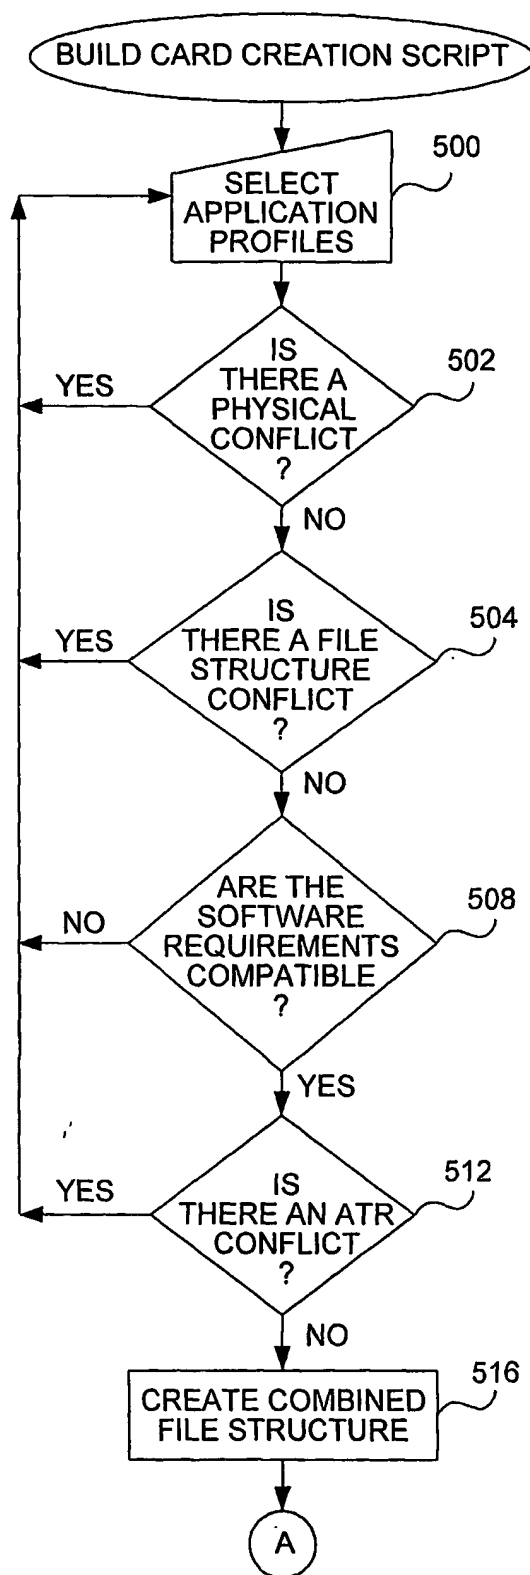 BUILD CARD CREATION SCRIPT
500
SELECT
APPLICATION
PROFILES
502
IS
THERE A
PHYSICAL
CONFLICT
?
YES
NO
504
IS
THERE A FILE
STRUCTURE
CONFLICT
?
YES
NO
508
ARE THE
SOFTWARE
REQUIREMENTS
COMPATIBLE
?
NO
YES
512
IS
THERE AN ATR
CONFLICT
?
YES
NO
516
CREATE COMBINED
FILE STRUCTURE
A